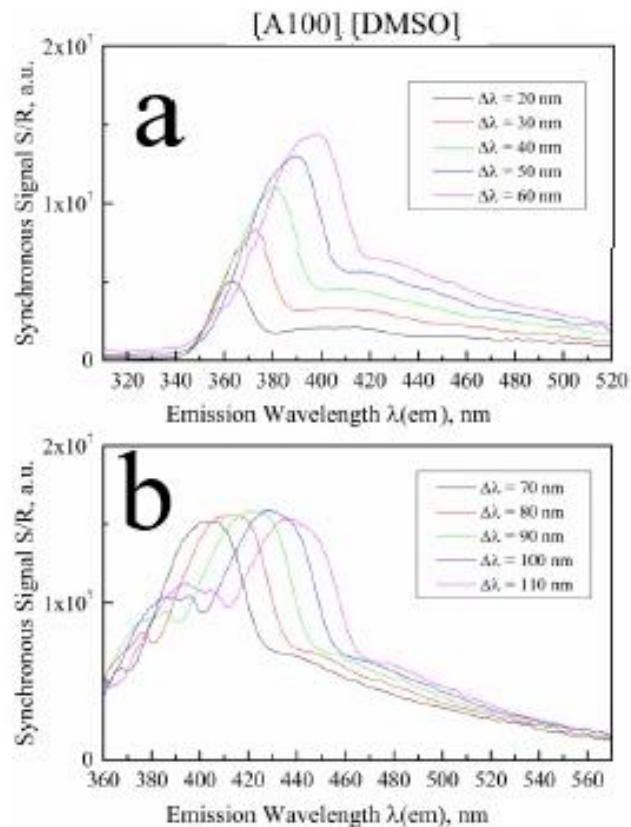 [A100] [DMSO]
2x10⁷
a
Δλ = 20 nm
Δλ = 30 nm
Δλ = 40 nm
Δλ = 50 nm
Δλ = 60 nm
Synchronous Signal S/R, a.u.
1x10⁷
0
320 340 360 380 400 420 440 460 480 500 520
Emission Wavelength λ(em), nm
2x10⁷
b
Δλ = 70 nm
Δλ = 80 nm
Δλ = 90 nm
Δλ = 100 nm
Δλ = 110 nm
Synchronous Signal S/R, a.u.
1x10⁷
0
360 380 400 420 440 460 480 500 520 540 560
Emission Wavelength λ(em), nm